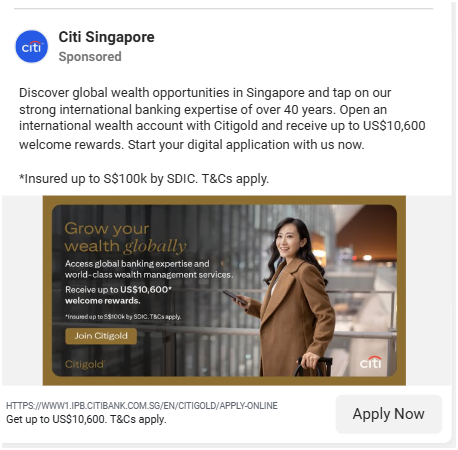 citi
Citi Singapore
Sponsored
Discover global wealth opportunities in Singapore and tap on our
strong international banking expertise of over 40 years. Open an
international wealth account with Citigold and receive up to US$10,600
welcome rewards. Start your digital application with us now.
*Insured up to S$100k by SDIC. T&Cs apply.
Grow your
wealth globally
Access global banking expertise and
world-class wealth management services.
Receive up to US$10,600*
welcome rewards.
*Insured up to S$100k by SDIC. T&Cs apply.
Join Citigold
Citigold
citi
HTTPS://WWW1.IPB.CITIBANK.COM.SG/EN/CITIGOLD/APPLY-ONLINE
Get up to US$10,600. T&Cs apply.
Apply Now